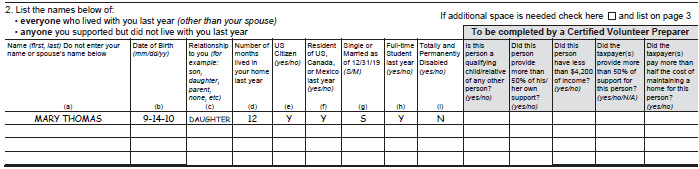 2. List the names below of:
• everyone who lived with you last year (other than your spouse)
• anyone you supported but did not live with you last year
If additional space is needed check here ☐ and list on page 3
To be completed by a Certified Volunteer Preparer
Name (first, last) Do not enter your
name or spouse's name below
(a)
Date of Birth
(mm/dd/yy)
(b)
Relationship
to you (for
example:
son,
daughter,
parent,
none, etc)
(c)
Number of
months
lived in
your home
last year
(d)
US
Citizen
(yes/no)
(e)
Resident
of US,
Canada,
or Mexico
last year
(yes/no)
(f)
Single or
Married as
of 12/31/19
(S/M)
(g)
Full-time
Student
last year
(yes/no)
(h)
Totally and
Permanently
Disabled
(yes/no)
(i)
Is this
person a
qualifying
child/relative
of any other
person?
(yes/no)
Did this
person
provide
more than
50% of his/
her own
support?
(yes/no)
Did this
person
have less
than $4,200
of income?
(yes/no)
Did the
taxpayer(s)
provide more
than 50% of
support for
this person?
(yes/no/N/A)
Did the
taxpayer(s)
pay more than
half the cost of
maintaining a
home for this
person?
(yes/no)
MARY THOMAS 9-14-10 DAUGHTER 12 Y Y S Y N